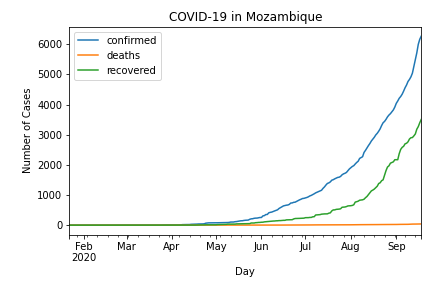 COVID-19 in Mozambique
confirmed
deaths
recovered
Number of Cases
6000
5000
4000
3000
2000
1000
0
Feb Mar Apr May Jun Jul Aug Sep
2020
Day